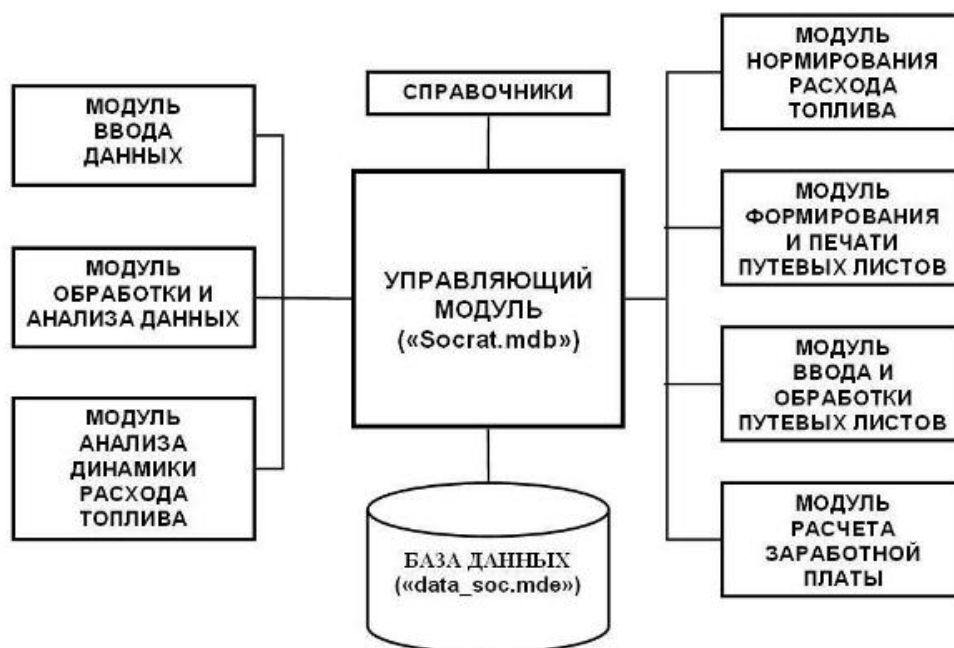 МОДУЛЬ
ВВОДА
ДАННЫХ
МОДУЛЬ
ОБРАБОТКИ И
АНАЛИЗА ДАННЫХ
МОДУЛЬ
АНАЛИЗА
ДИНАМИКИ
РАСХОДА
ТОПЛИВА
СПРАВОЧНИКИ
УПРАВЛЯЮЩИЙ
МОДУЛЬ
(«Socrat.mdb»)
БАЗА ДАННЫХ
(«data_soc.mde»)
МОДУЛЬ
НОРМИРОВАНИЯ
РАСХОДА
ТОПЛИВА
МОДУЛЬ
ФОРМИРОВАНИЯ
И ПЕЧАТИ
ПУТЕВЫХ ЛИСТОВ
МОДУЛЬ
ВВОДА И
ОБРАБОТКИ
ПУТЕВЫХ ЛИСТОВ
МОДУЛЬ
РАСЧЕТА
ЗАРАБОТНОЙ
ПЛАТЫ